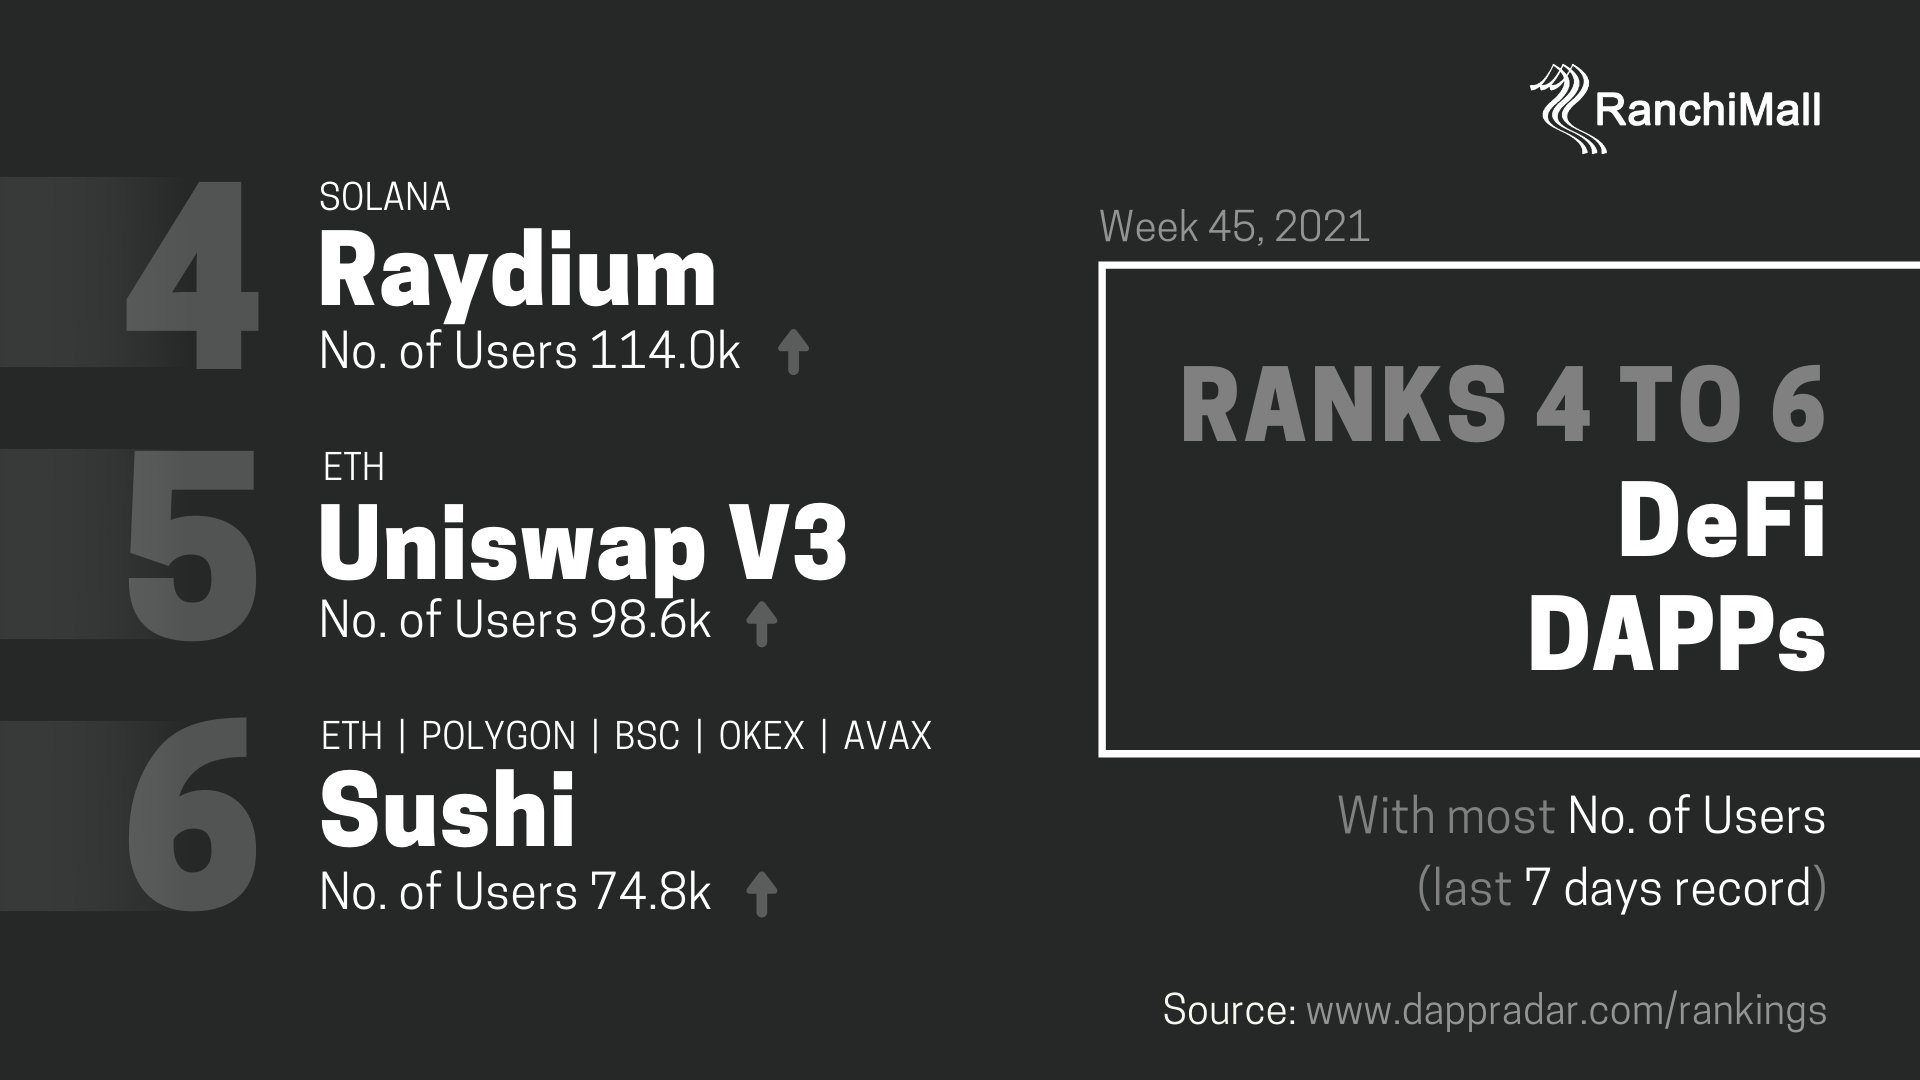 RanchiMall
4
SOLANA
Raydium
No. of Users 114.0k
5
ETH
Uniswap V3
No. of Users 98.6k
6
ETH | POLYGON | BSC | OKEX | AVAX
Sushi
No. of Users 74.8k
Week 45, 2021
RANKS 4 TO 6
DeFi
DAPPs
With most No. of Users
(last 7 days record)
Source: www.dappradar.com/rankings